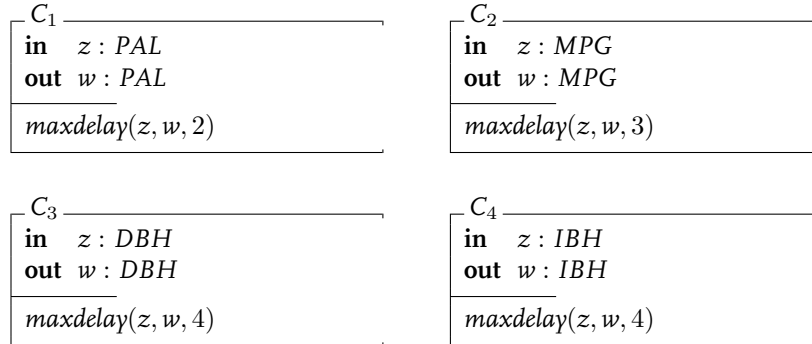 C₁
in z : PAL
out w : PAL
maxdelay(z, w, 2)
C₂
in z : MPG
out w : MPG
maxdelay(z, w, 3)
C₃
in z : DBH
out w : DBH
maxdelay(z, w, 4)
C₄
in z : IBH
out w : IBH
maxdelay(z, w, 4)